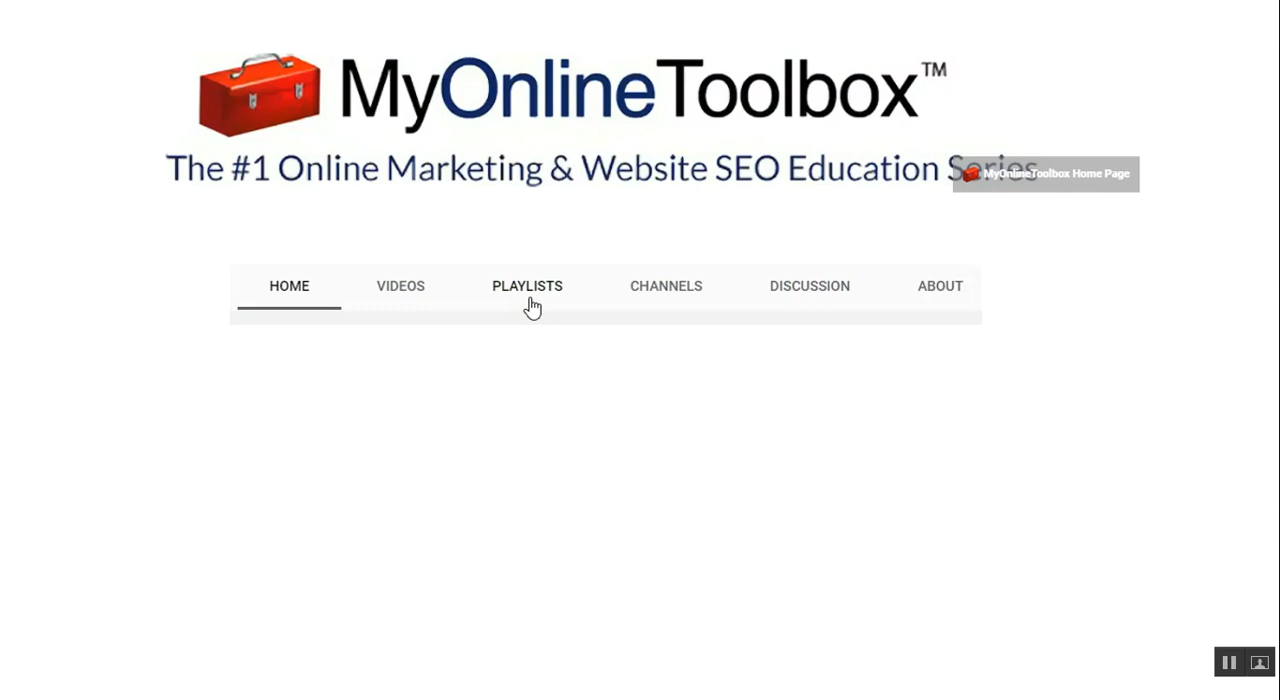 MyOnlineToolbox™
The #1 Online Marketing & Website SEO Education Series
MyOnlineToolbox Home Page
HOME VIDEOS PLAYLISTS CHANNELS DISCUSSION ABOUT